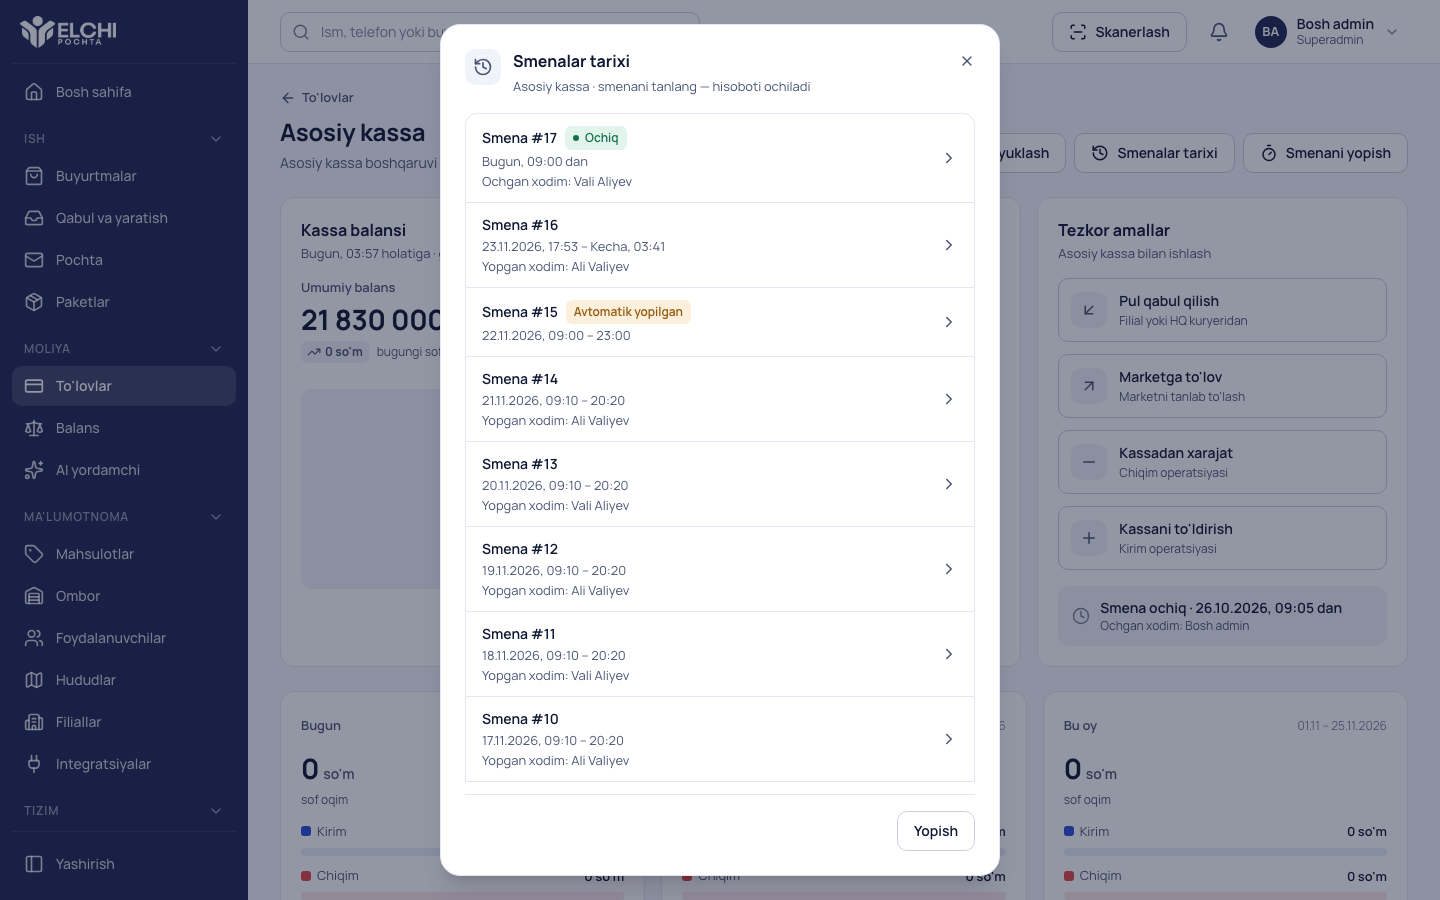 ELCHI
POCHTA
Bosh sahifa
ISH
Buyurtmalar
Qabul va yaratish
Pochta
Paketlar
MOLIYA
To'lovlar
Balans
AI yordamchi
MA'LUMOTNOMA
Mahsulotlar
Ombor
Foydalanuvchilar
Hududlar
Filiallar
Integratsiyalar
TIZIM
Yashirish
Ism, telefon yoki
Skanerlash
BA
Bosh admin
Superadmin
To'lovlar
Asosiy kassa
Asosiy kassa boshqaruvi
Smenalar tarixi
Smenani yopish
Kassa balansi
Bugun, 03:57 holatiga ·
Umumiy balans
21 830 000
0 so'm bugungi
Tezkor amallar
Asosiy kassa bilan ishlash
Pul qabul qilish
Filial yoki HQ kuryeridan
Marketga to'lov
Marketni tanlab to'lash
Kassadan xarajat
Chiqim operatsiyasi
Kassani to'ldirish
Kirim operatsiyasi
Smena ochiq · 26.10.2026, 09:05 dan
Ochgan xodim: Bosh admin
Bugun
0 so'm
sof oqim
Kirim
Chiqim
0 so'm
Chiqim
0 so'm
Bu oy
01.11 – 25.11.2026
0 so'm
sof oqim
Kirim
0 so'm
Chiqim
0 so'm
Smenalar tarixi
Asosiy kassa · smenani tanlang — hisoboti ochiladi
Smena #17 Ochiq
Bugun, 09:00 dan
Ochgan xodim: Vali Aliyev
Smena #16
23.11.2026, 17:53 – Kecha, 03:41
Yopgan xodim: Ali Valiyev
Smena #15 Avtomatik yopilgan
22.11.2026, 09:00 – 23:00
Smena #14
21.11.2026, 09:10 – 20:20
Yopgan xodim: Ali Valiyev
Smena #13
20.11.2026, 09:10 – 20:20
Yopgan xodim: Vali Aliyev
Smena #12
19.11.2026, 09:10 – 20:20
Yopgan xodim: Ali Valiyev
Smena #11
18.11.2026, 09:10 – 20:20
Yopgan xodim: Vali Aliyev
Smena #10
17.11.2026, 09:10 – 20:20
Yopgan xodim: Ali Valiyev
Yopish